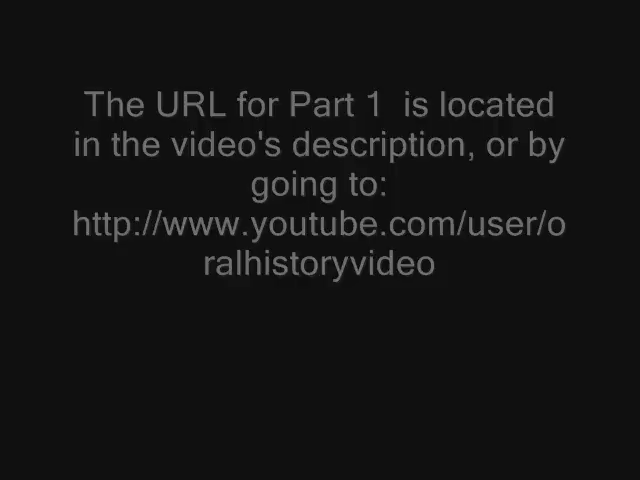 The URL for Part 1  is located
in the video's description, or by
going to:
http://www.youtube.com/user/o
ralhistoryvideo